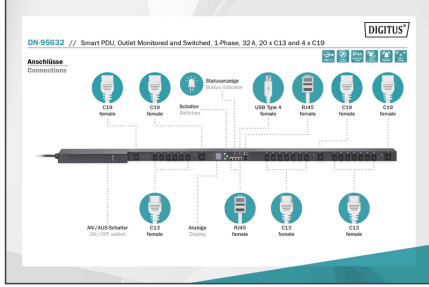 DIGITUS®
DN-95632 // Smart PDU, Outlet Monitored and Switched, 1-Phase, 32 A, 20 x C13 and 4 x C19
Anschlüsse
Connections
C19
female
C19
female
Schalter
Switches
Statusanzeige
Status Indicator
USB Type A
female
RJ45
female
C19
female
C19
female
AN-/AUS-Schalter
ON-/OFF switch
C13
female
Anzeige
Display
RJ45
female
C13
female
C13
female